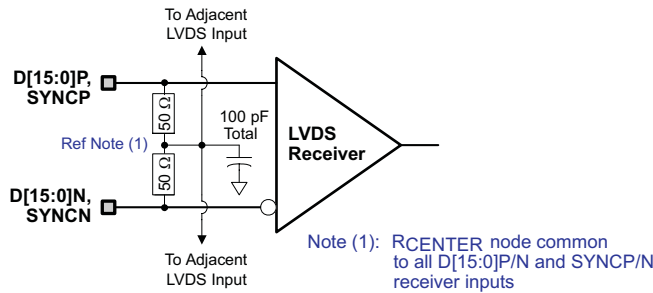 To Adjacent
LVDS Input
D[15:0]P,
SYNCP
50 Ω
100 pF
Total
LVDS
Receiver
Ref Note (1)
50 Ω
D[15:0]N,
SYNCN
To Adjacent
LVDS Input
Note (1): RCENTER node common
to all D[15:0]P/N and SYNCP/N
receiver inputs